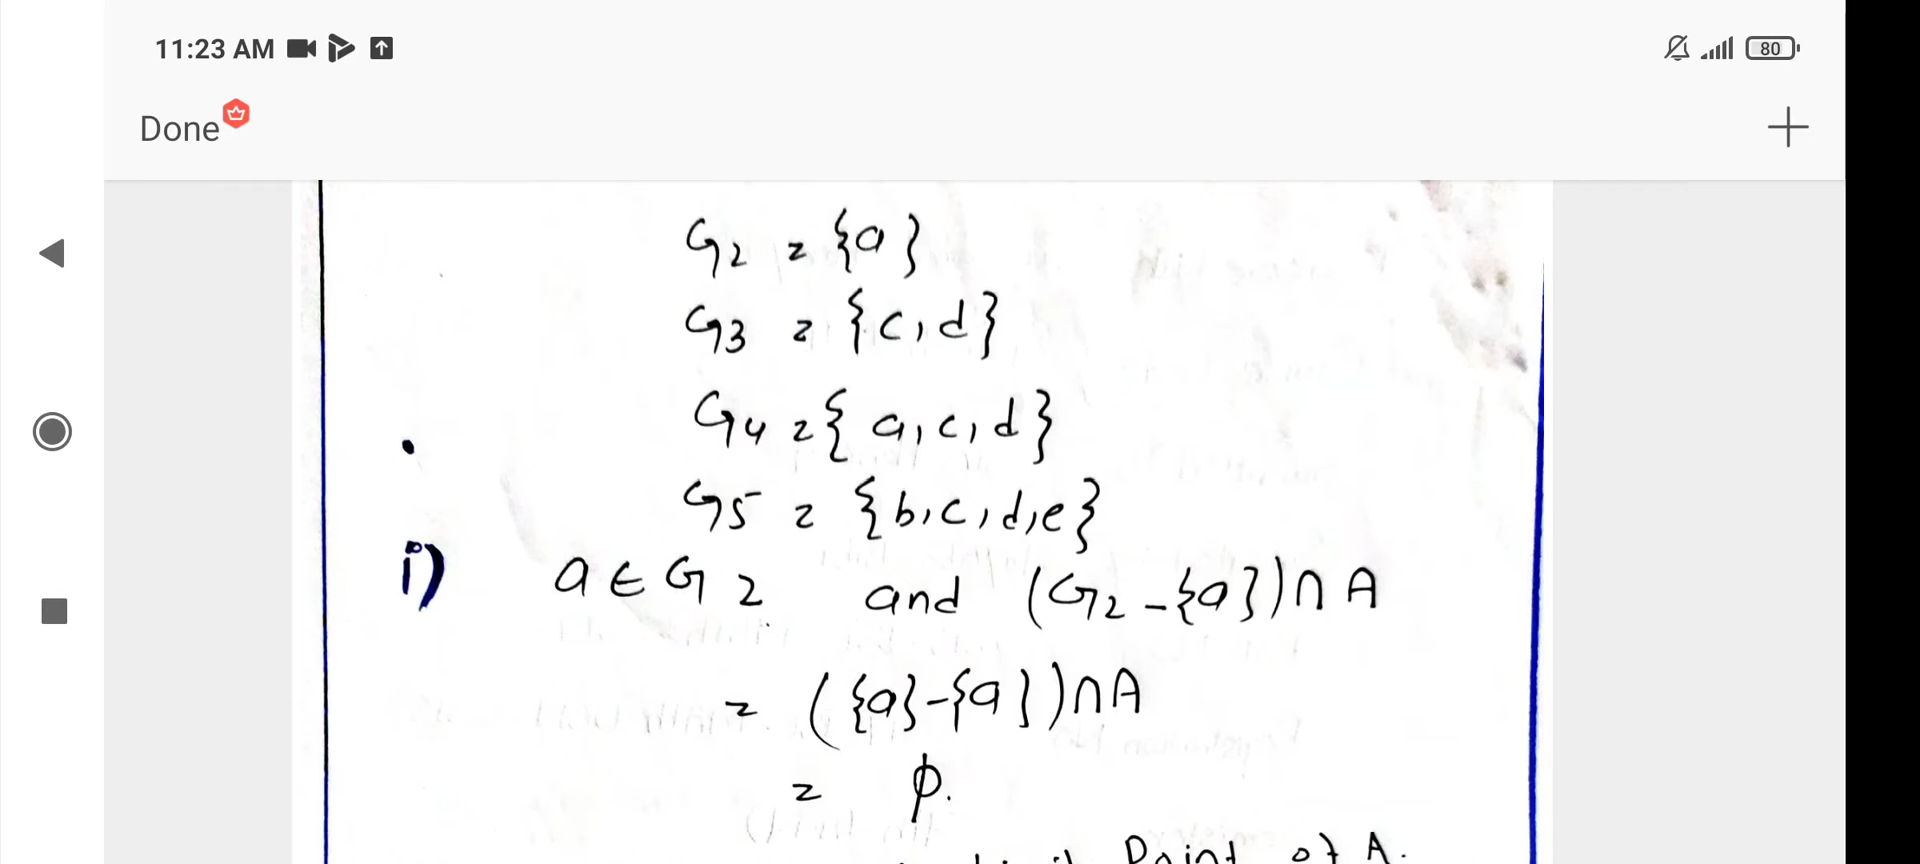 11:23 AM
80
Done
G2 = {a}
G3 = {c,d}
G4 = { a,c,d}
G5 = {b,c,d,e}
i) a ∈ G2 and (G2-{a})∩A
= ({a}-{a})∩A
= ϕ.
Point of A.